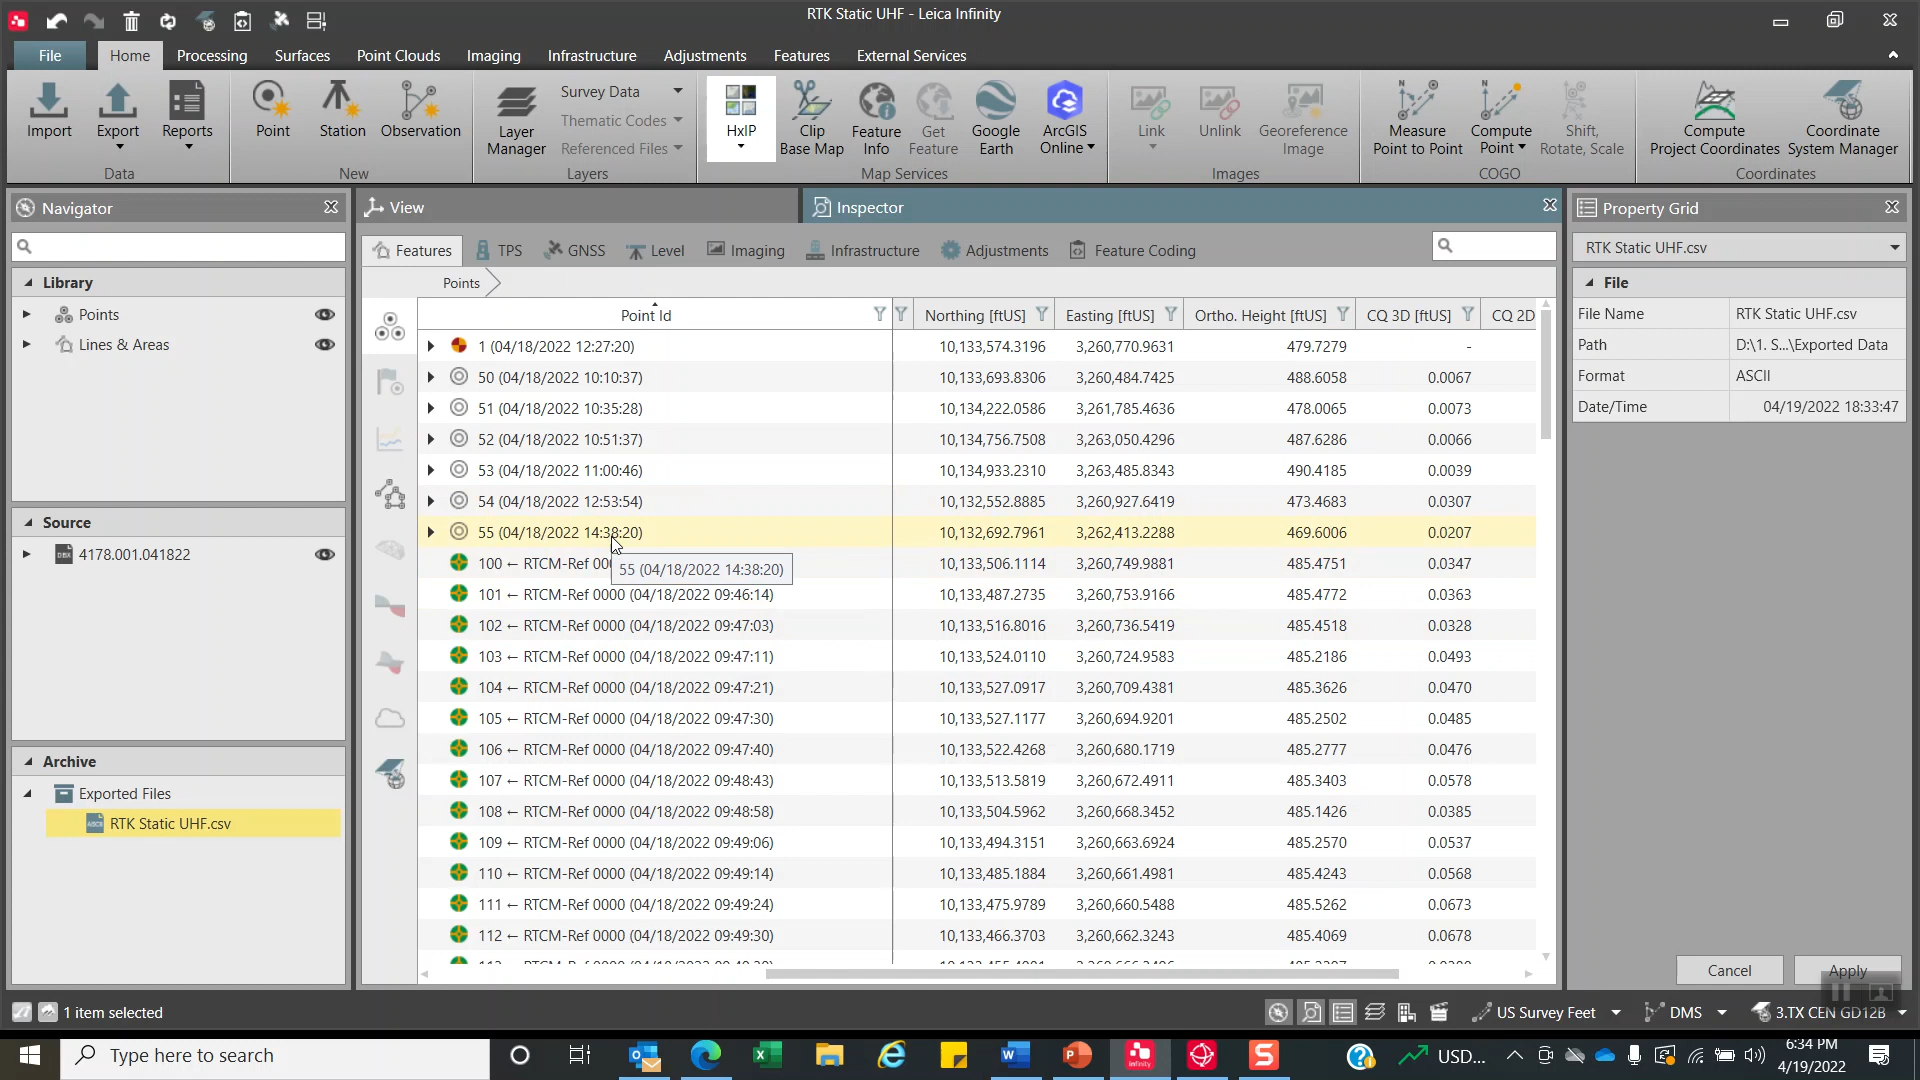 RTK Static UHF - Leica Infinity
File Home Processing Surfaces Point Clouds Imaging Infrastructure Adjustments Features External Services
Import Export Reports
Data
Point Station Observation
New
Layer Manager
Survey Data
Thematic Codes
Referenced Files
Layers
HxIP
Clip Base Map
Feature Info
Get Feature
Google Earth
ArcGIS Online
Map Services
Link Unlink
Georeference Image
Images
Measure Point to Point
Compute Point
Shift, Rotate, Scale
COGO
Compute Project Coordinates
Coordinate System Manager
Coordinates
Navigator
Library
Points
Lines & Areas
Source
4178.001.041822
Archive
Exported Files
RTK Static UHF.csv
View
Inspector
Features TPS GNSS Level Imaging Infrastructure Adjustments Feature Coding
Points
Point Id Northing [ftUS] Easting [ftUS] Ortho. Height [ftUS] CQ 3D [ftUS] CQ 2D
1 (04/18/2022 12:27:20) 10,133,574.3196 3,260,770.9631 479.7279 -
50 (04/18/2022 10:10:37) 10,133,693.8306 3,260,484.7425 488.6058 0.0067
51 (04/18/2022 10:35:28) 10,134,222.0586 3,261,785.4636 478.0065 0.0073
52 (04/18/2022 10:51:37) 10,134,756.7508 3,263,050.4296 487.6286 0.0066
53 (04/18/2022 11:00:46) 10,134,933.2310 3,263,485.8343 490.4185 0.0039
54 (04/18/2022 12:53:54) 10,132,552.8885 3,260,927.6419 473.4683 0.0307
55 (04/18/2022 14:38:20) 10,132,692.7961 3,262,413.2288 469.6006 0.0207
100 ← RTCM-Ref 00 10,133,506.1114 3,260,749.9881 485.4751 0.0347
55 (04/18/2022 14:38:20)
101 ← RTCM-Ref 0000 (04/18/2022 09:46:14) 10,133,487.2735 3,260,753.9166 485.4772 0.0363
102 ← RTCM-Ref 0000 (04/18/2022 09:47:03) 10,133,516.8016 3,260,736.5419 485.4518 0.0328
103 ← RTCM-Ref 0000 (04/18/2022 09:47:11) 10,133,524.0110 3,260,724.9583 485.2186 0.0493
104 ← RTCM-Ref 0000 (04/18/2022 09:47:21) 10,133,527.0917 3,260,709.4381 485.3626 0.0470
105 ← RTCM-Ref 0000 (04/18/2022 09:47:30) 10,133,527.1177 3,260,694.9201 485.2502 0.0485
106 ← RTCM-Ref 0000 (04/18/2022 09:47:40) 10,133,522.4268 3,260,680.1719 485.2777 0.0476
107 ← RTCM-Ref 0000 (04/18/2022 09:48:43) 10,133,513.5819 3,260,672.4911 485.3403 0.0578
108 ← RTCM-Ref 0000 (04/18/2022 09:48:58) 10,133,504.5962 3,260,668.3452 485.1426 0.0385
109 ← RTCM-Ref 0000 (04/18/2022 09:49:06) 10,133,494.3151 3,260,663.6924 485.2570 0.0537
110 ← RTCM-Ref 0000 (04/18/2022 09:49:14) 10,133,485.1884 3,260,661.4981 485.4243 0.0568
111 ← RTCM-Ref 0000 (04/18/2022 09:49:24) 10,133,475.9789 3,260,660.5488 485.5262 0.0673
112 ← RTCM-Ref 0000 (04/18/2022 09:49:30) 10,133,466.3703 3,260,662.3243 485.4069 0.0678
Property Grid
RTK Static UHF.csv
File
File Name RTK Static UHF.csv
Path D:\1. S...\Exported Data
Format ASCII
Date/Time 04/19/2022 18:33:47
Cancel Apply
1 item selected
US Survey Feet DMS 3.TX CEN GD12B
Type here to search
USD...
6:34 PM
4/19/2022